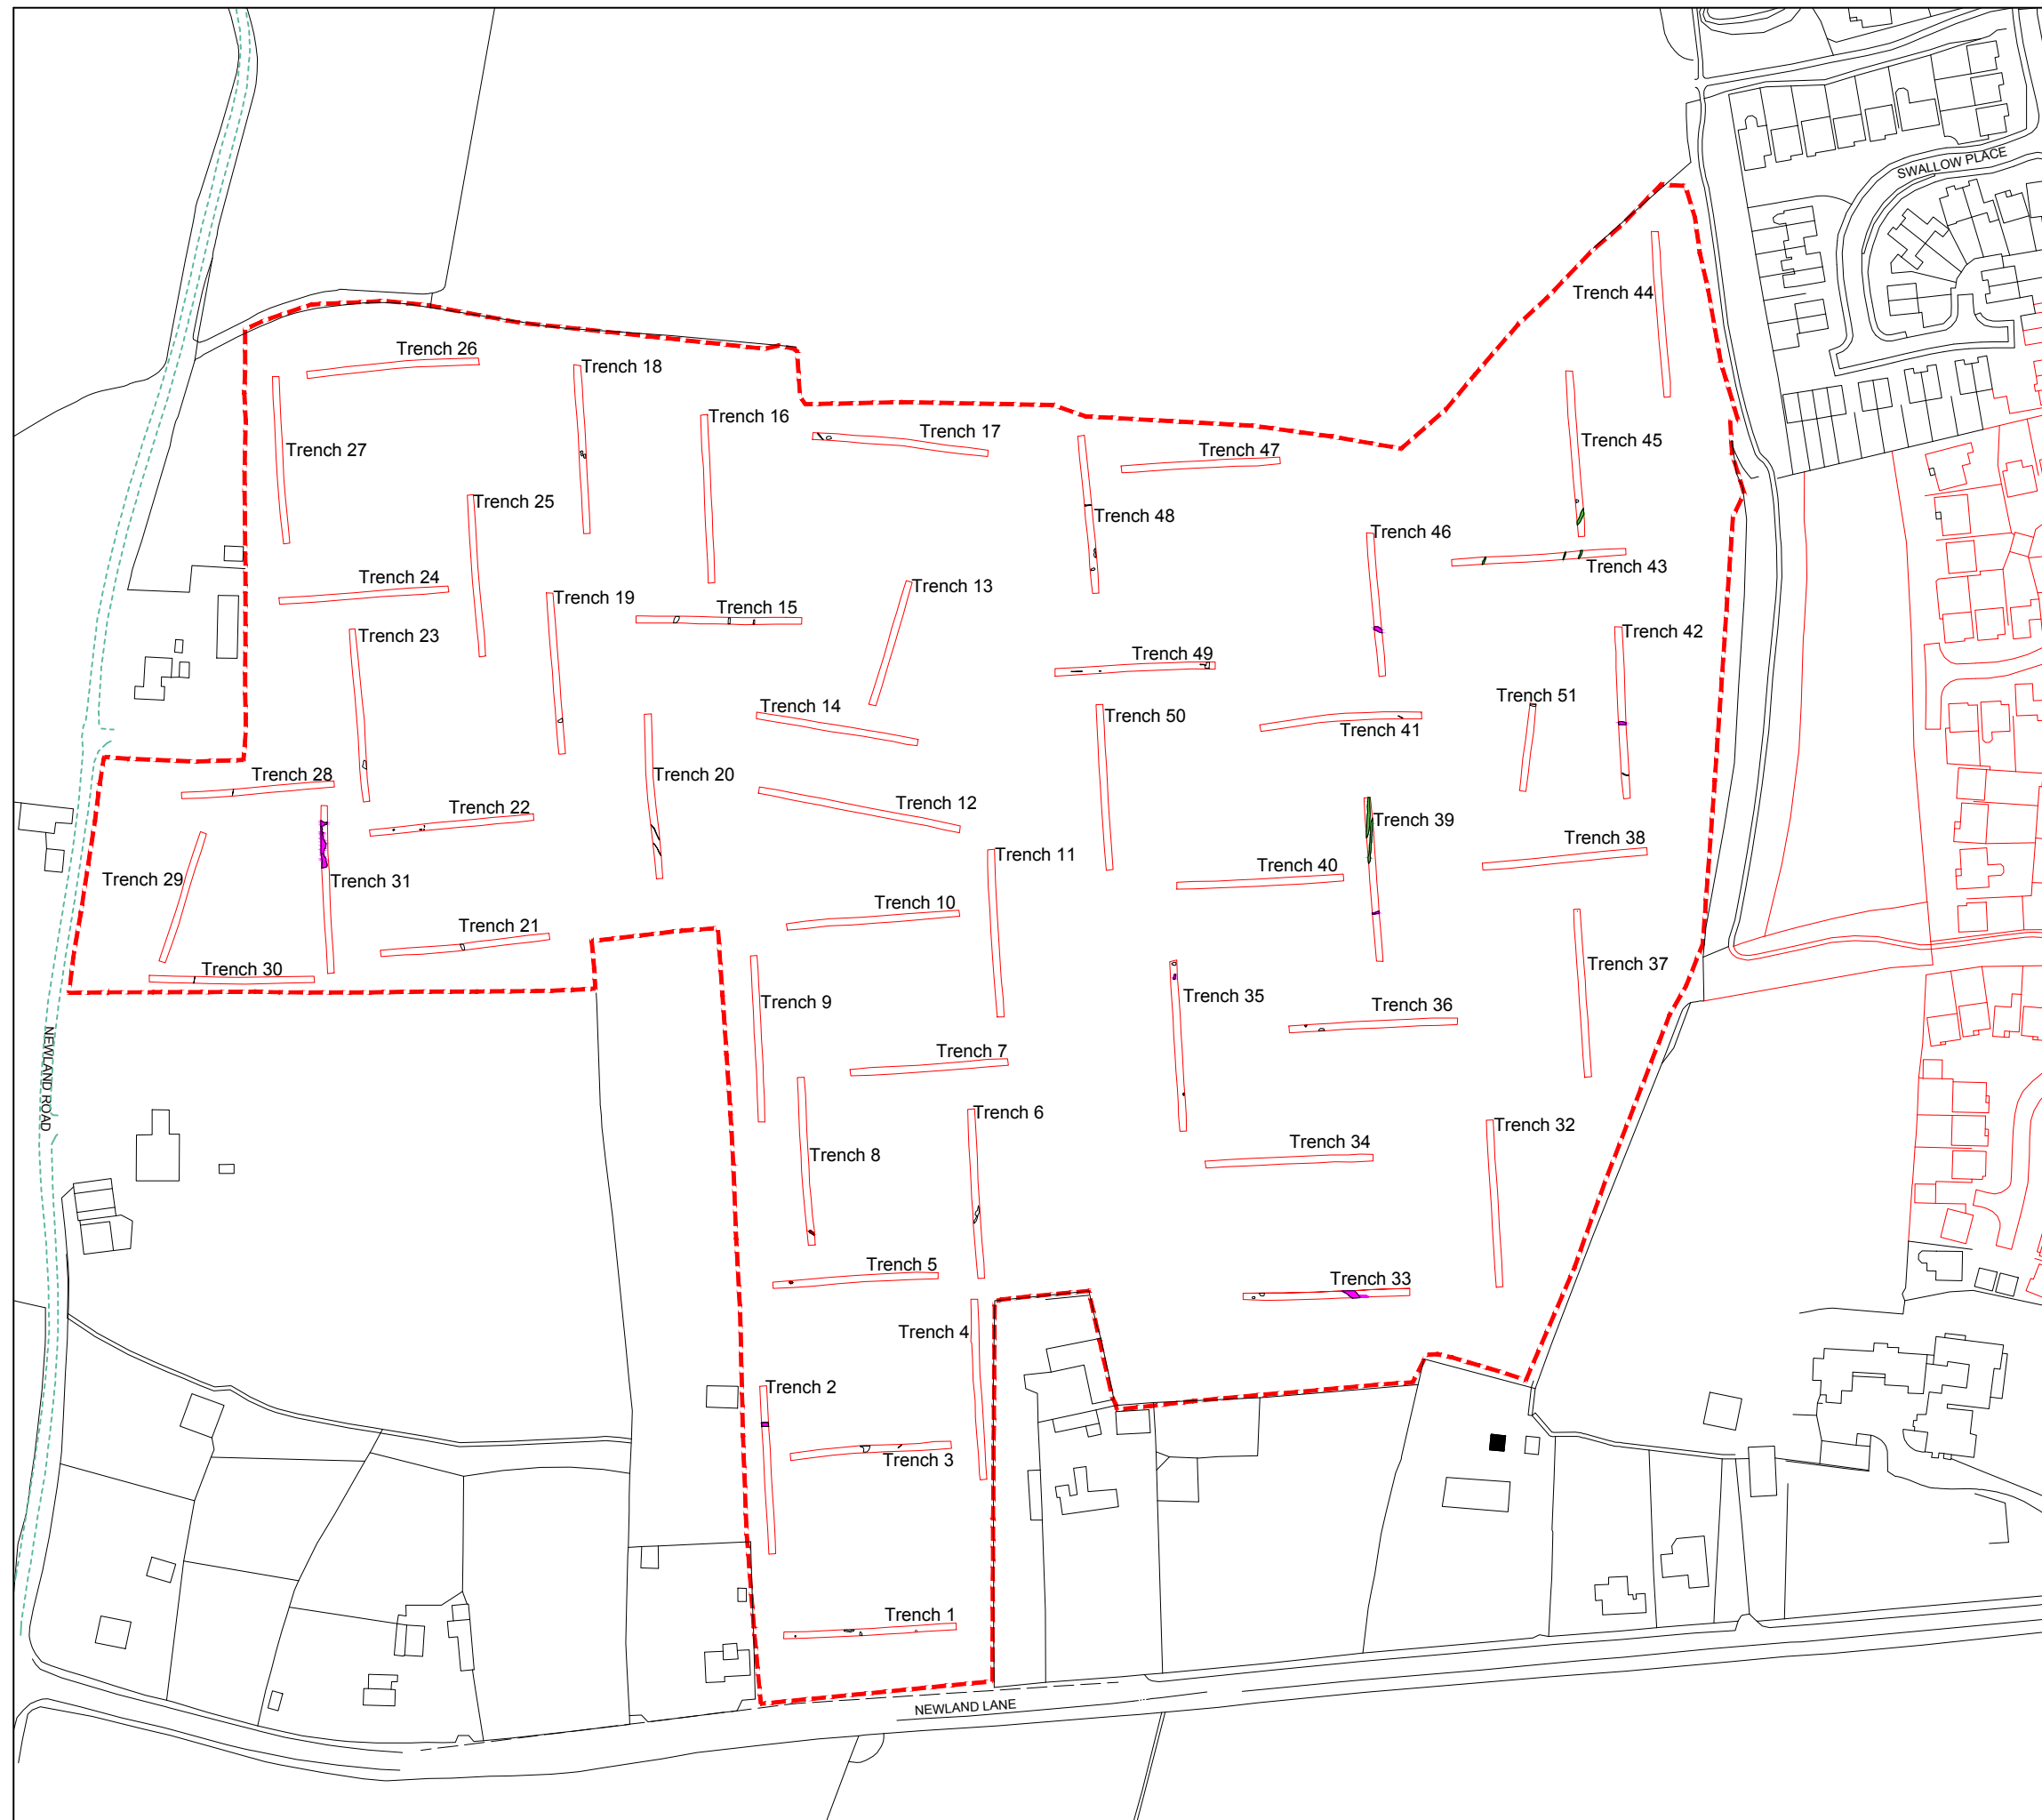 SWALLOW PLACE
Trench 44
Trench 26
Trench 18
Trench 16
Trench 17
Trench 45
Trench 27
Trench 47
Trench 25
Trench 48
Trench 46
Trench 43
Trench 24
Trench 13
Trench 19
Trench 15
Trench 23
Trench 42
Trench 49
Trench 51
Trench 14
Trench 50
Trench 41
Trench 28
Trench 20
Trench 22
Trench 12
Trench 39
Trench 38
Trench 11
Trench 29
Trench 31
Trench 40
Trench 10
Trench 21
Trench 30
Trench 37
Trench 9
Trench 35
Trench 36
NEWLAND ROAD
Trench 7
Trench 6
Trench 32
Trench 8
Trench 34
Trench 5
Trench 33
Trench 4
Trench 2
Trench 3
Trench 1
NEWLAND LANE